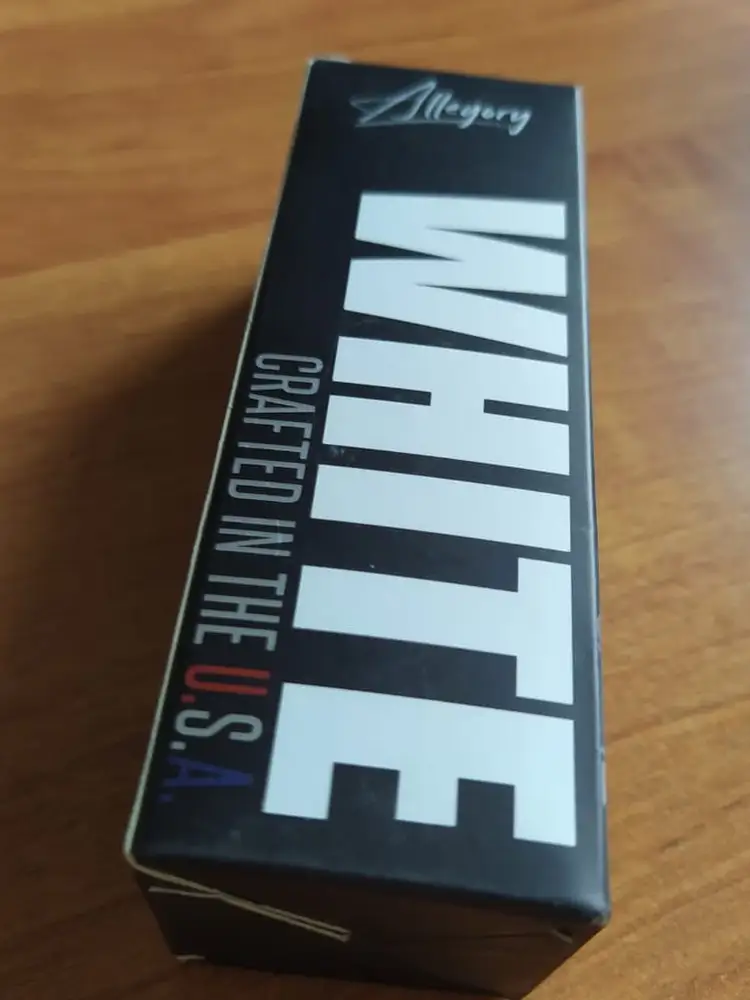 Allegory
WHITE
CRAFTED IN THE U.S.A.